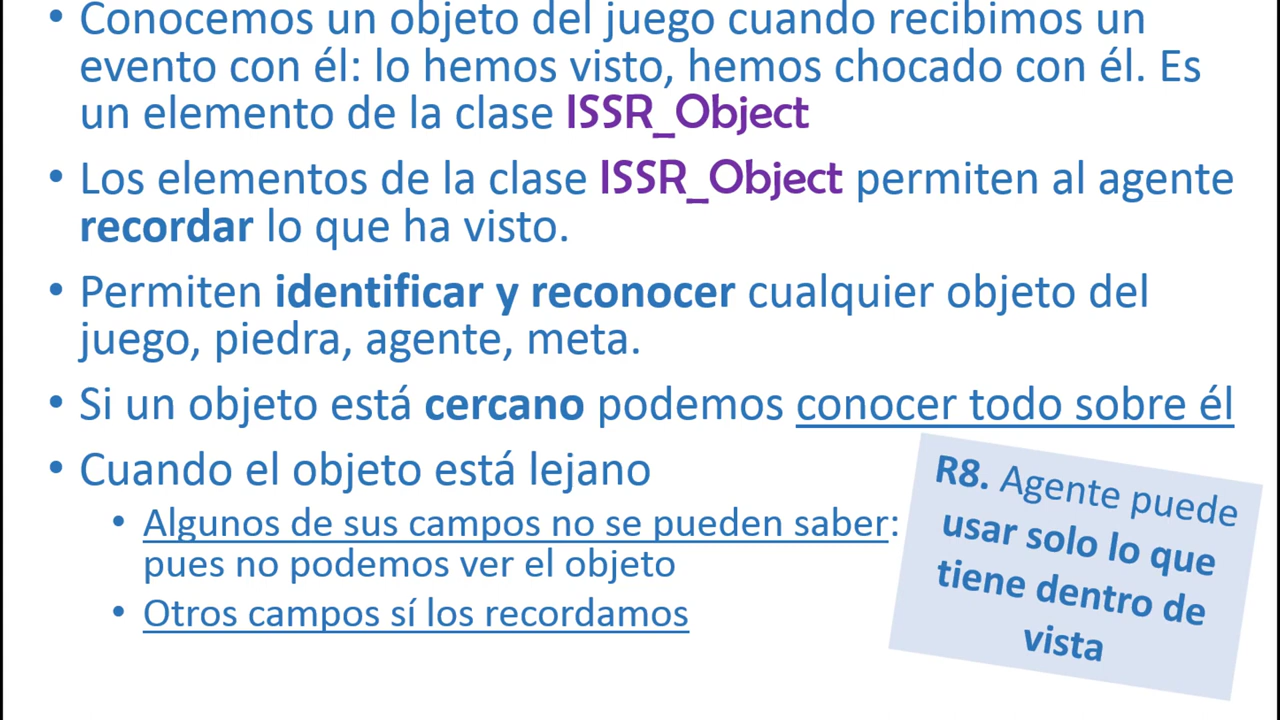 • Conocemos un objeto del juego cuando recibimos un
evento con él: lo hemos visto, hemos chocado con él. Es
un elemento de la clase ISSR_Object
• Los elementos de la clase ISSR_Object permiten al agente
recordar lo que ha visto.
• Permiten identificar y reconocer cualquier objeto del
juego, piedra, agente, meta.
• Si un objeto está cercano podemos conocer todo sobre él
• Cuando el objeto está lejano
• Algunos de sus campos no se pueden saber:
pues no podemos ver el objeto
• Otros campos sí los recordamos
R8. Agente puede
usar solo lo que
tiene dentro de
vista